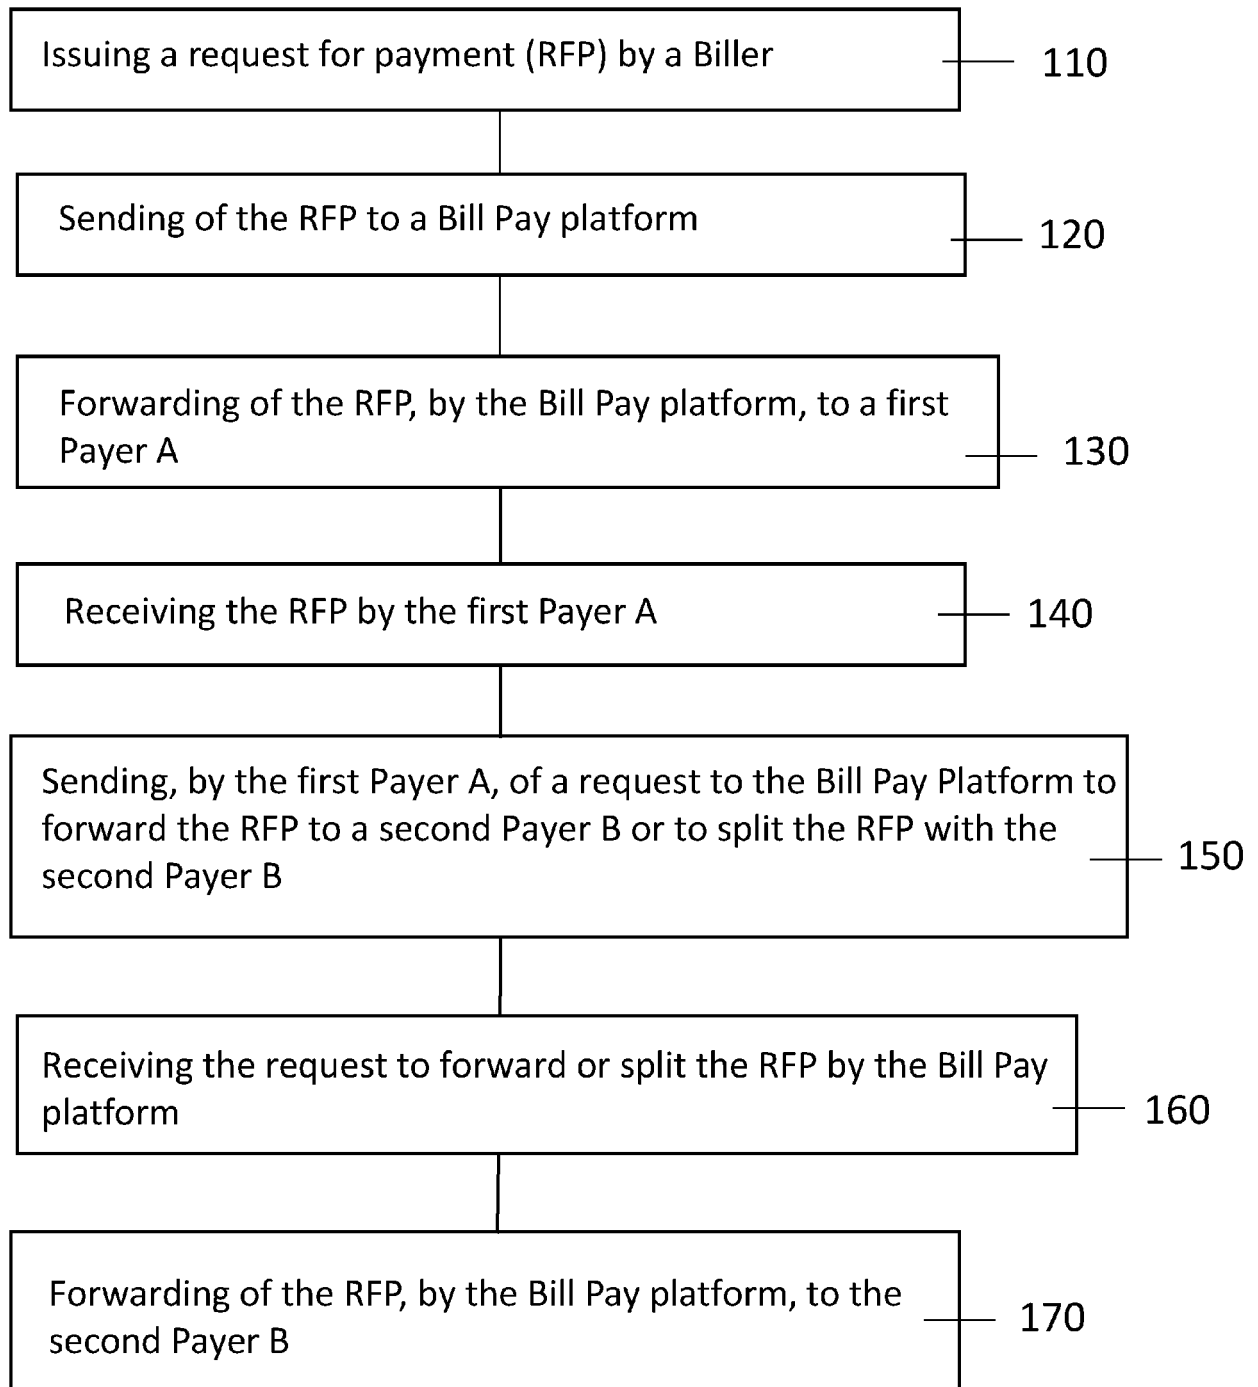 Issuing a request for payment (RFP) by a Biller
110
Sending of the RFP to a Bill Pay platform
120
Forwarding of the RFP, by the Bill Pay platform, to a first
Payer A
130
Receiving the RFP by the first Payer A
140
Sending, by the first Payer A, of a request to the Bill Pay Platform to
forward the RFP to a second Payer B or to split the RFP with the
second Payer B
150
Receiving the request to forward or split the RFP by the Bill Pay
platform
160
Forwarding of the RFP, by the Bill Pay platform, to the
second Payer B
170